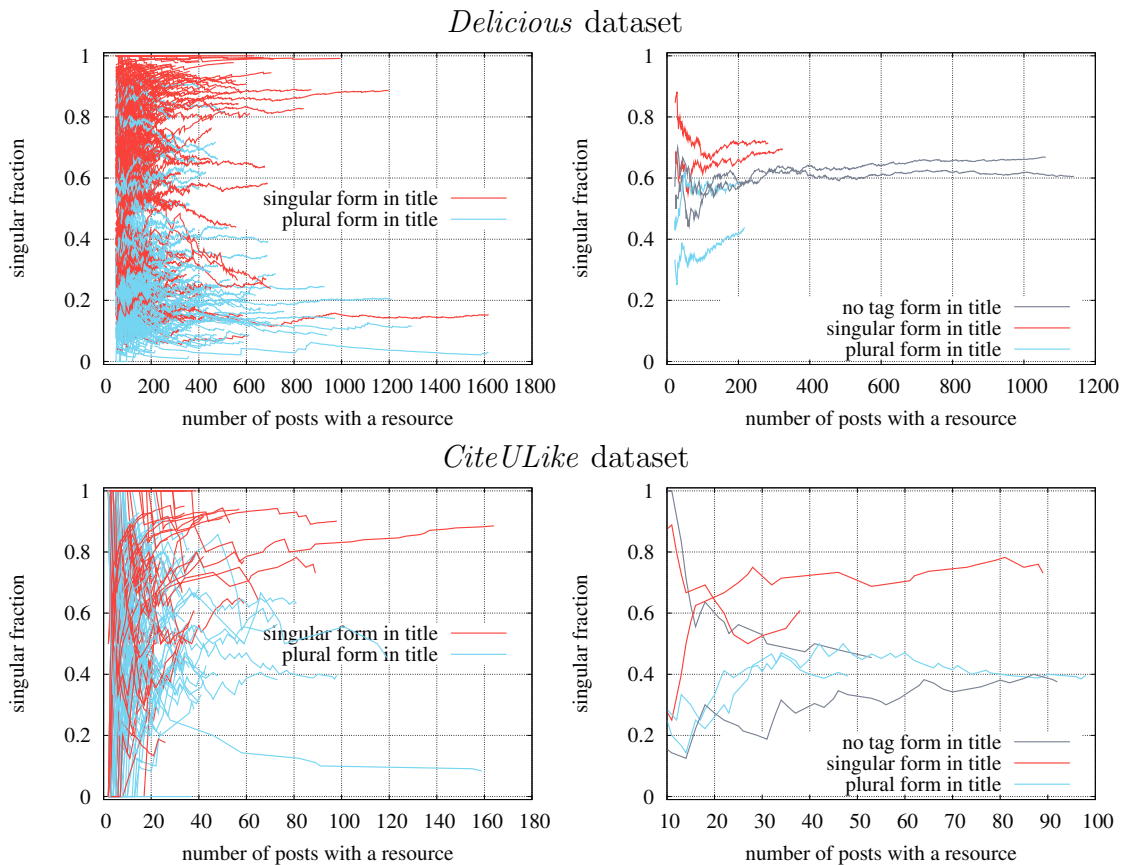 Delicious dataset
singular fraction
1
0.8
0.6
0.4
0.2
0
singular form in title
plural form in title
0 200 400 600 800 1000 1200 1400 1600 1800
number of posts with a resource
singular fraction
1
0.8
0.6
0.4
0.2
0
no tag form in title
singular form in title
plural form in title
0 200 400 600 800 1000 1200
number of posts with a resource
CiteULike dataset
singular fraction
1
0.8
0.6
0.4
0.2
0
singular form in title
plural form in title
0 20 40 60 80 100 120 140 160 180
number of posts with a resource
singular fraction
1
0.8
0.6
0.4
0.2
0
no tag form in title
singular form in title
plural form in title
10 20 30 40 50 60 70 80 90 100
number of posts with a resource